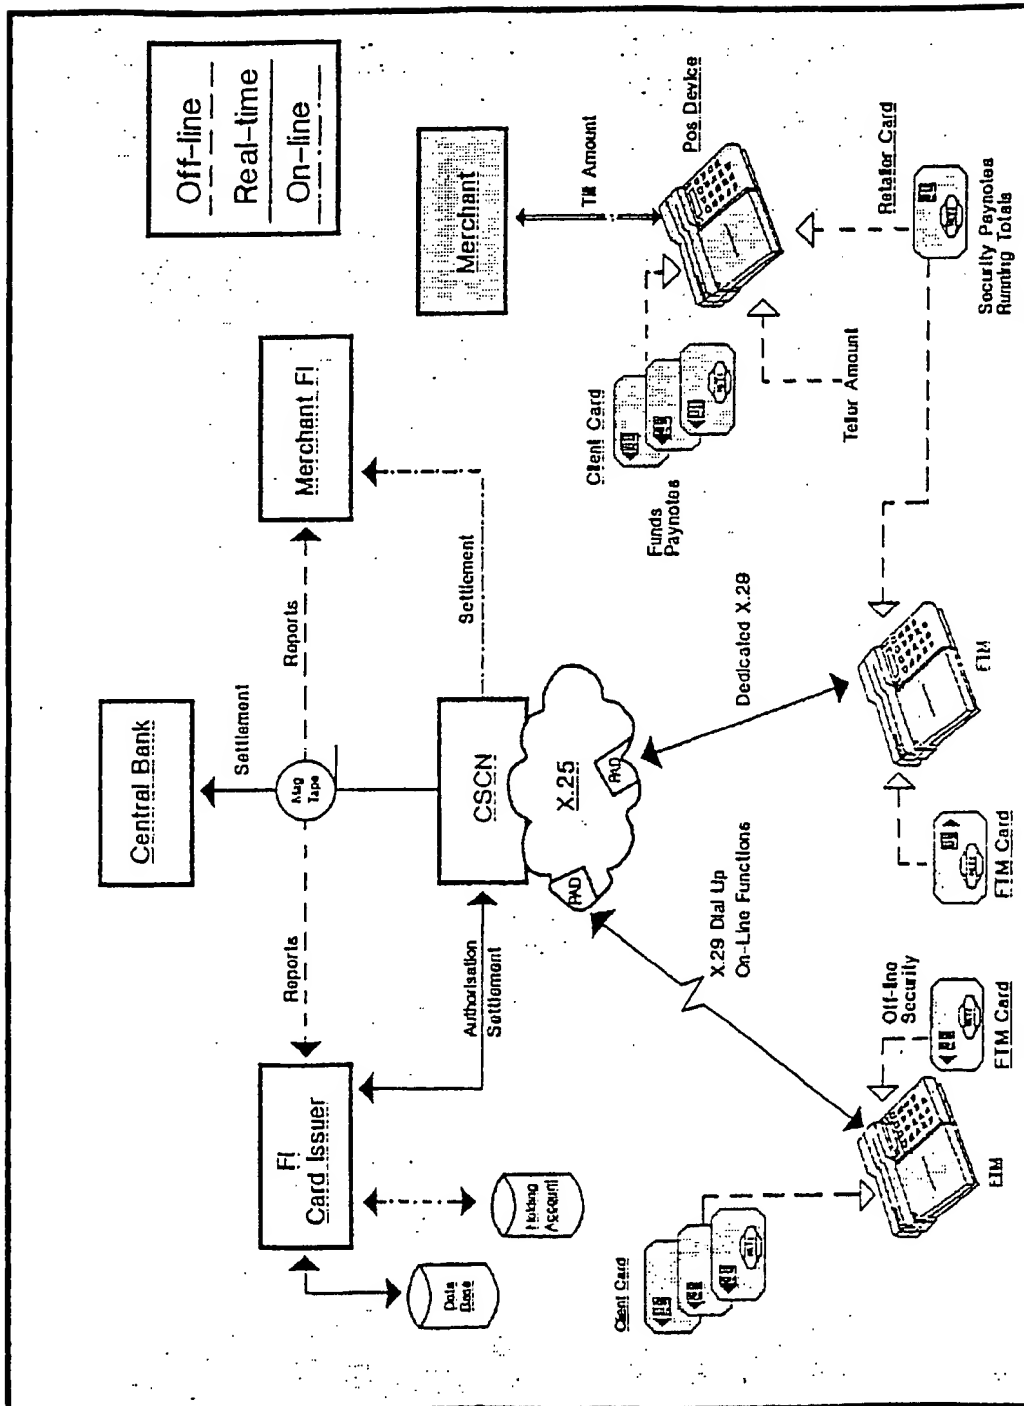 Off-line
Real-time
On-line
Central Bank
Settlement
Reports
Mag
Tape
Reports
FI
Card Issuer
Merchant FI
Merchant
Authorisation
Settlement
Settlement
CSCN
X.25
PAD
PAD
Data
Base
Holding
Account
Till Amount
Pos Device
Client Card
Funds
Paynotes
Teller Amount
Retailer Card
Security Paynotes
Running Totals
X.29 Dial Up
On-Line Functions
Dedicated X.29
Client Card
Off-line
Security
FTM Card
FTM
FTM Card
FTM